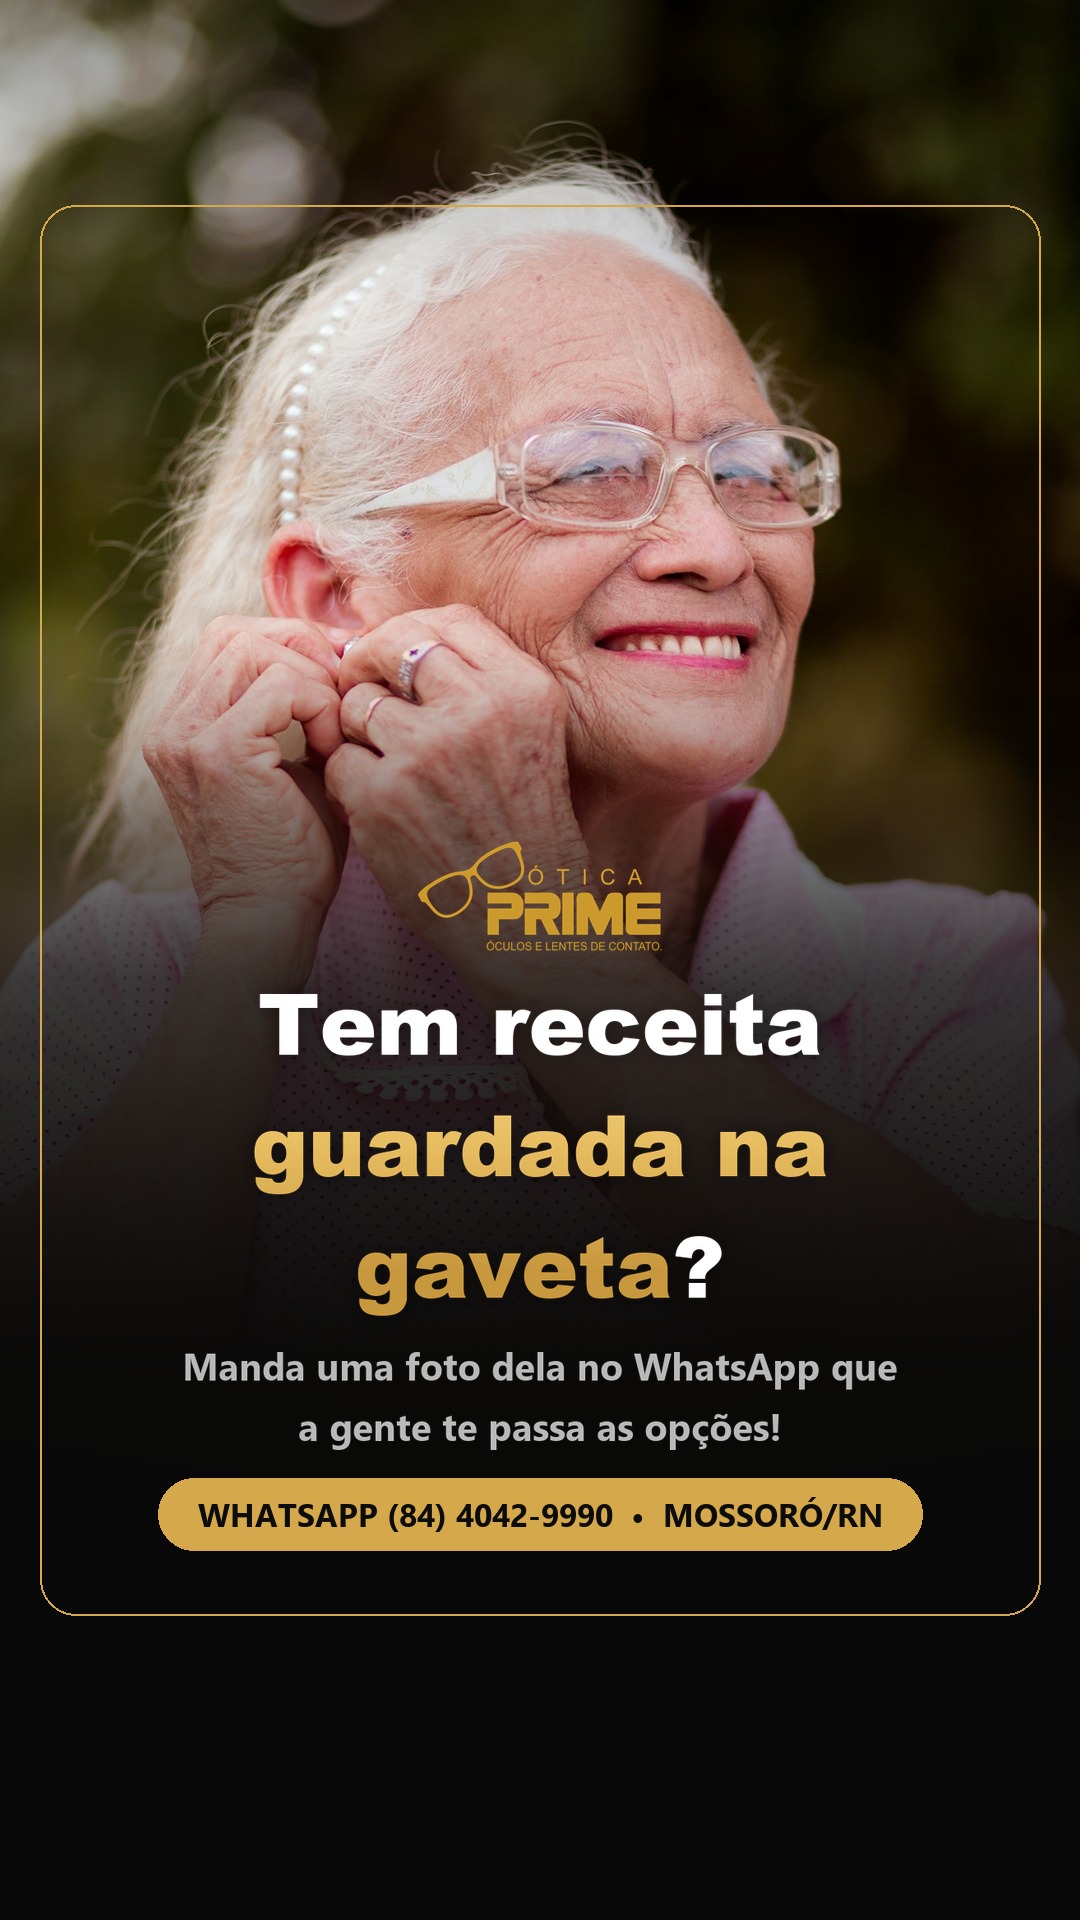 ÓTICA
PRIME
ÓCULOS E LENTES DE CONTATO.
Tem receita
guardada na
gaveta?
Manda uma foto dela no WhatsApp que
a gente te passa as opções!
WHATSAPP (84) 4042-9990 • MOSSORÓ/RN